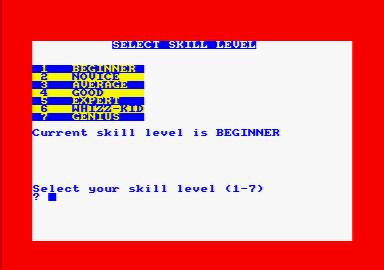 SELECT SKILL LEVEL
1 BEGINNER
2 NOVICE
3 AVERAGE
4 GOOD
5 EXPERT
6 WHIZZ-KID
7 GENIUS
Current skill level is BEGINNER
Select your skill level (1-7)
?